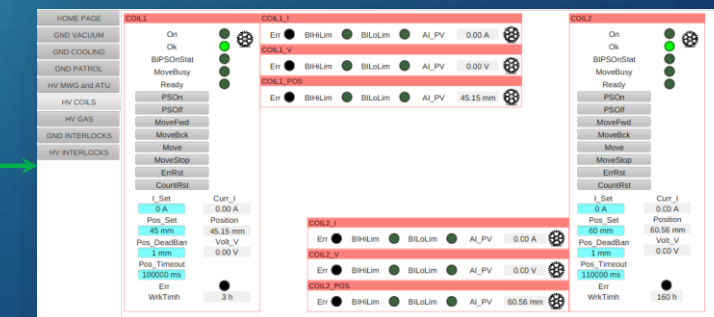 HOME PAGE
GND VACUUM
GND COOLING
GND PATROL
HV MWG and ATU
HV COILS
HV GAS
GND INTERLOCKS
HV INTERLOCKS
COIL1
On
Ok
BIPSOnStat
MoveBusy
Ready
PSOn
PSOff
MoveFwd
MoveBck
Move
MoveStop
ErrRst
CountRst
I_Set Curr_I
0 A 0.00 A
Pos_Set Position
45 mm 45.15 mm
Pos_DeadBan Volt_V
1 mm 0.00 V
Pos_Timeout
100000 ms
Err
WrkTimh 3 h
COIL1_I
Err BIHiLim BILoLim AI_PV 0.00 A
COIL1_V
Err BIHiLim BILoLim AI_PV 0.00 V
COIL1_POS
Err BIHiLim BILoLim AI_PV 45.15 mm
COIL2_I
Err BIHiLim BILoLim AI_PV 0.00 A
COIL2_V
Err BIHiLim BILoLim AI_PV 0.00 V
COIL2_POS
Err BIHiLim BILoLim AI_PV 60.56 mm
COIL2
On
Ok
BIPSOnStat
MoveBusy
Ready
PSOn
PSOff
MoveFwd
MoveBck
Move
MoveStop
ErrRst
CountRst
I_Set Curr_I
0 A 0.00 A
Pos_Set Position
60 mm 60.56 mm
Pos_DeadBan Volt_V
1 mm 0.00 V
Pos_Timeout
110000 ms
Err
WrkTimh 160 h